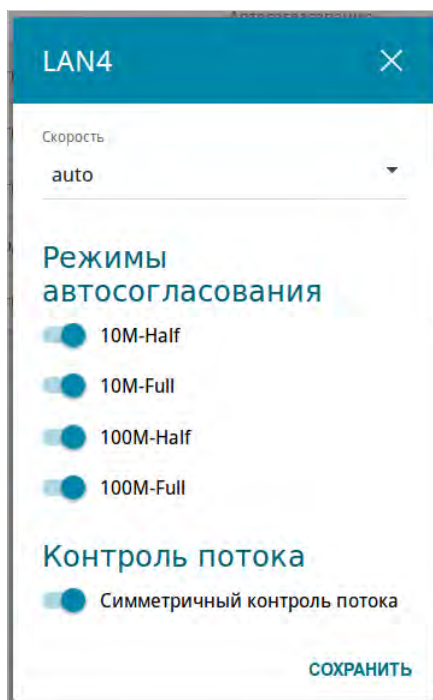 LAN4
Скорость
auto
Режимы
автосогласования
10M-Half
10M-Full
100M-Half
100M-Full
Контроль потока
Симметричный контроль потока
СОХРАНИТЬ